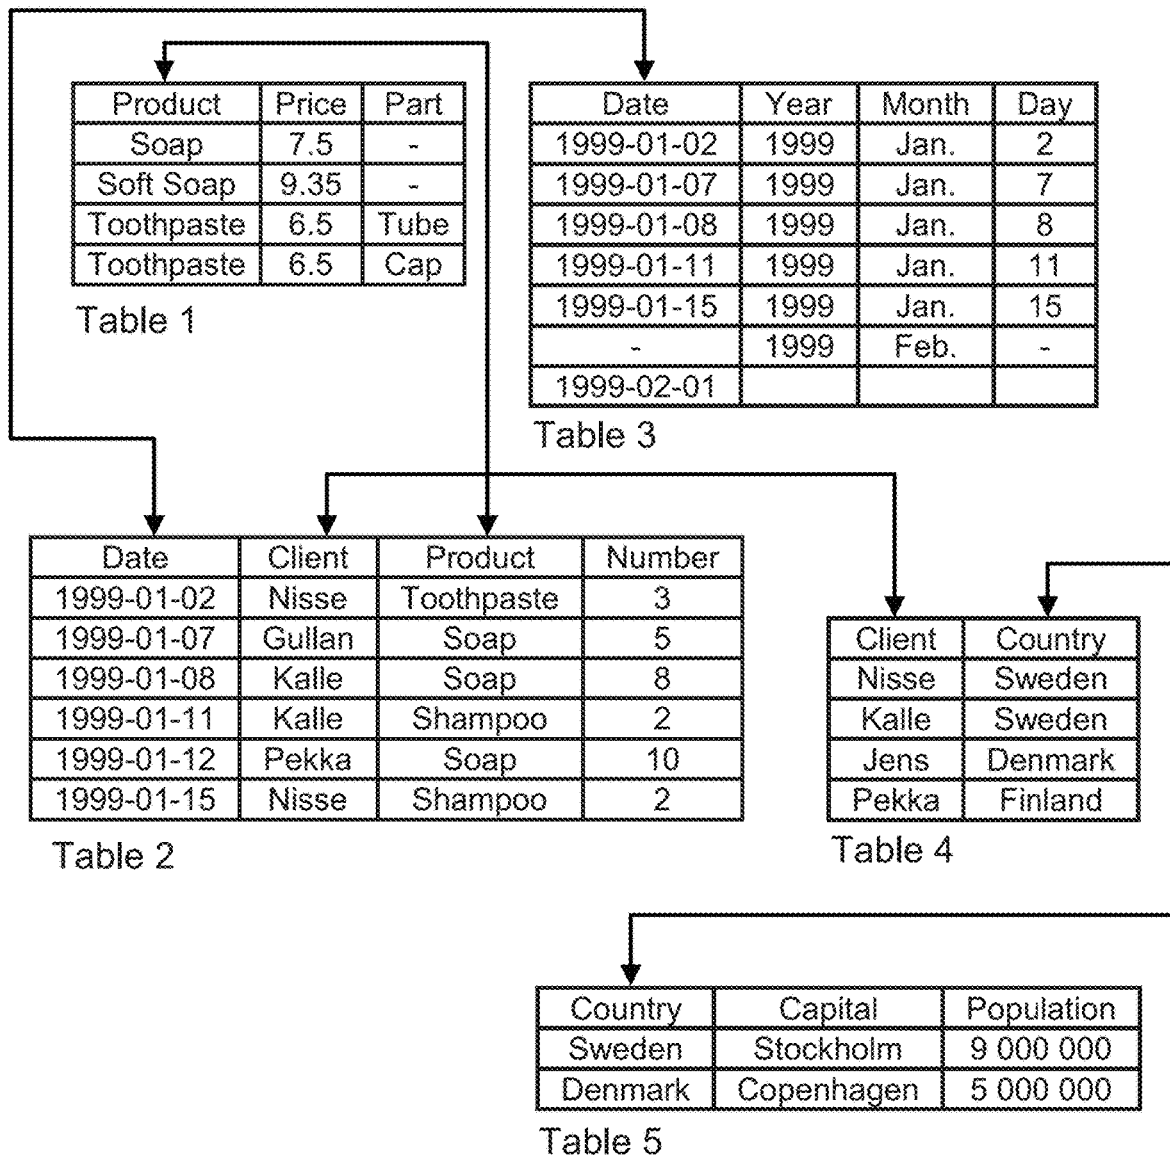 Product Price Part
Soap 7.5 -
Soft Soap 9.35 -
Toothpaste 6.5 Tube
Toothpaste 6.5 Cap
Table 1
Date Year Month Day
1999-01-02 1999 Jan. 2
1999-01-07 1999 Jan. 7
1999-01-08 1999 Jan. 8
1999-01-11 1999 Jan. 11
1999-01-15 1999 Jan. 15
- 1999 Feb. -
1999-02-01
Table 3
Date Client Product Number
1999-01-02 Nisse Toothpaste 3
1999-01-07 Gullan Soap 5
1999-01-08 Kalle Soap 8
1999-01-11 Kalle Shampoo 2
1999-01-12 Pekka Soap 10
1999-01-15 Nisse Shampoo 2
Table 2
Client Country
Nisse Sweden
Kalle Sweden
Jens Denmark
Pekka Finland
Table 4
Country Capital Population
Sweden Stockholm 9 000 000
Denmark Copenhagen 5 000 000
Table 5